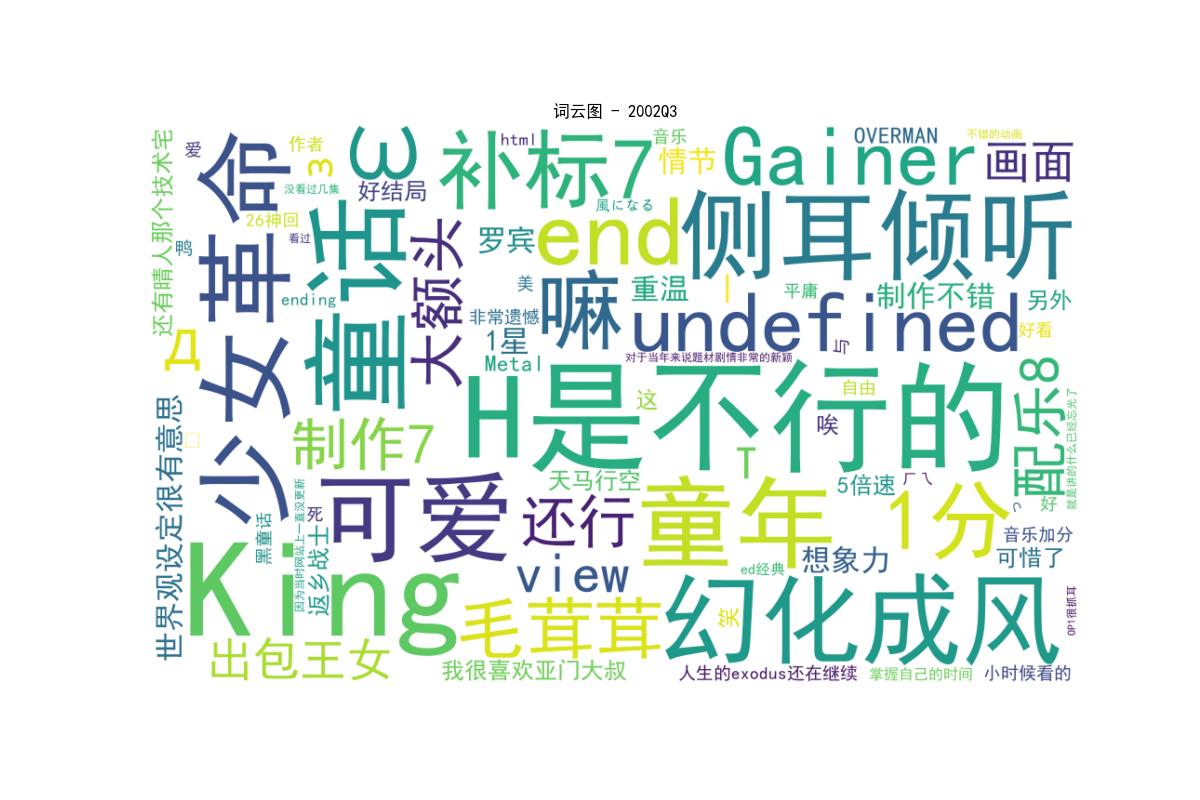 词云图 - 2002Q3
还有晴人那个技术宅
爱
作者
з
ω
html
补标7
音乐
情节
Gainer
OVERMAN
不错的动画
画面
没看过几集
好结局
26神回
鸭
看过
少女革命
童话
大额头
罗宾
end
風になる
侧耳倾听
ending
美
嘛
重温
平庸
制作不错
另外
非常遗憾
1星
undefined
好看
与
Д
Metal
对于当年来说题材剧情非常的新颖
H是不行的
这
自由
唉
配乐8
就是讲的什么已经忘光了
世界观设定很有意思
制作7
T
天马行空
5倍速
好
可爱
还行
童年
1分
音乐加分
可惜了
黑童话
因为当时网站上一直没更新
死
返乡战士
King
view
ed经典
想象力
毛茸茸
笑
幻化成风
OP1很抓耳
出包王女
我很喜欢亚门大叔
人生的exodus还在继续
掌握自己的时间
小时候看的